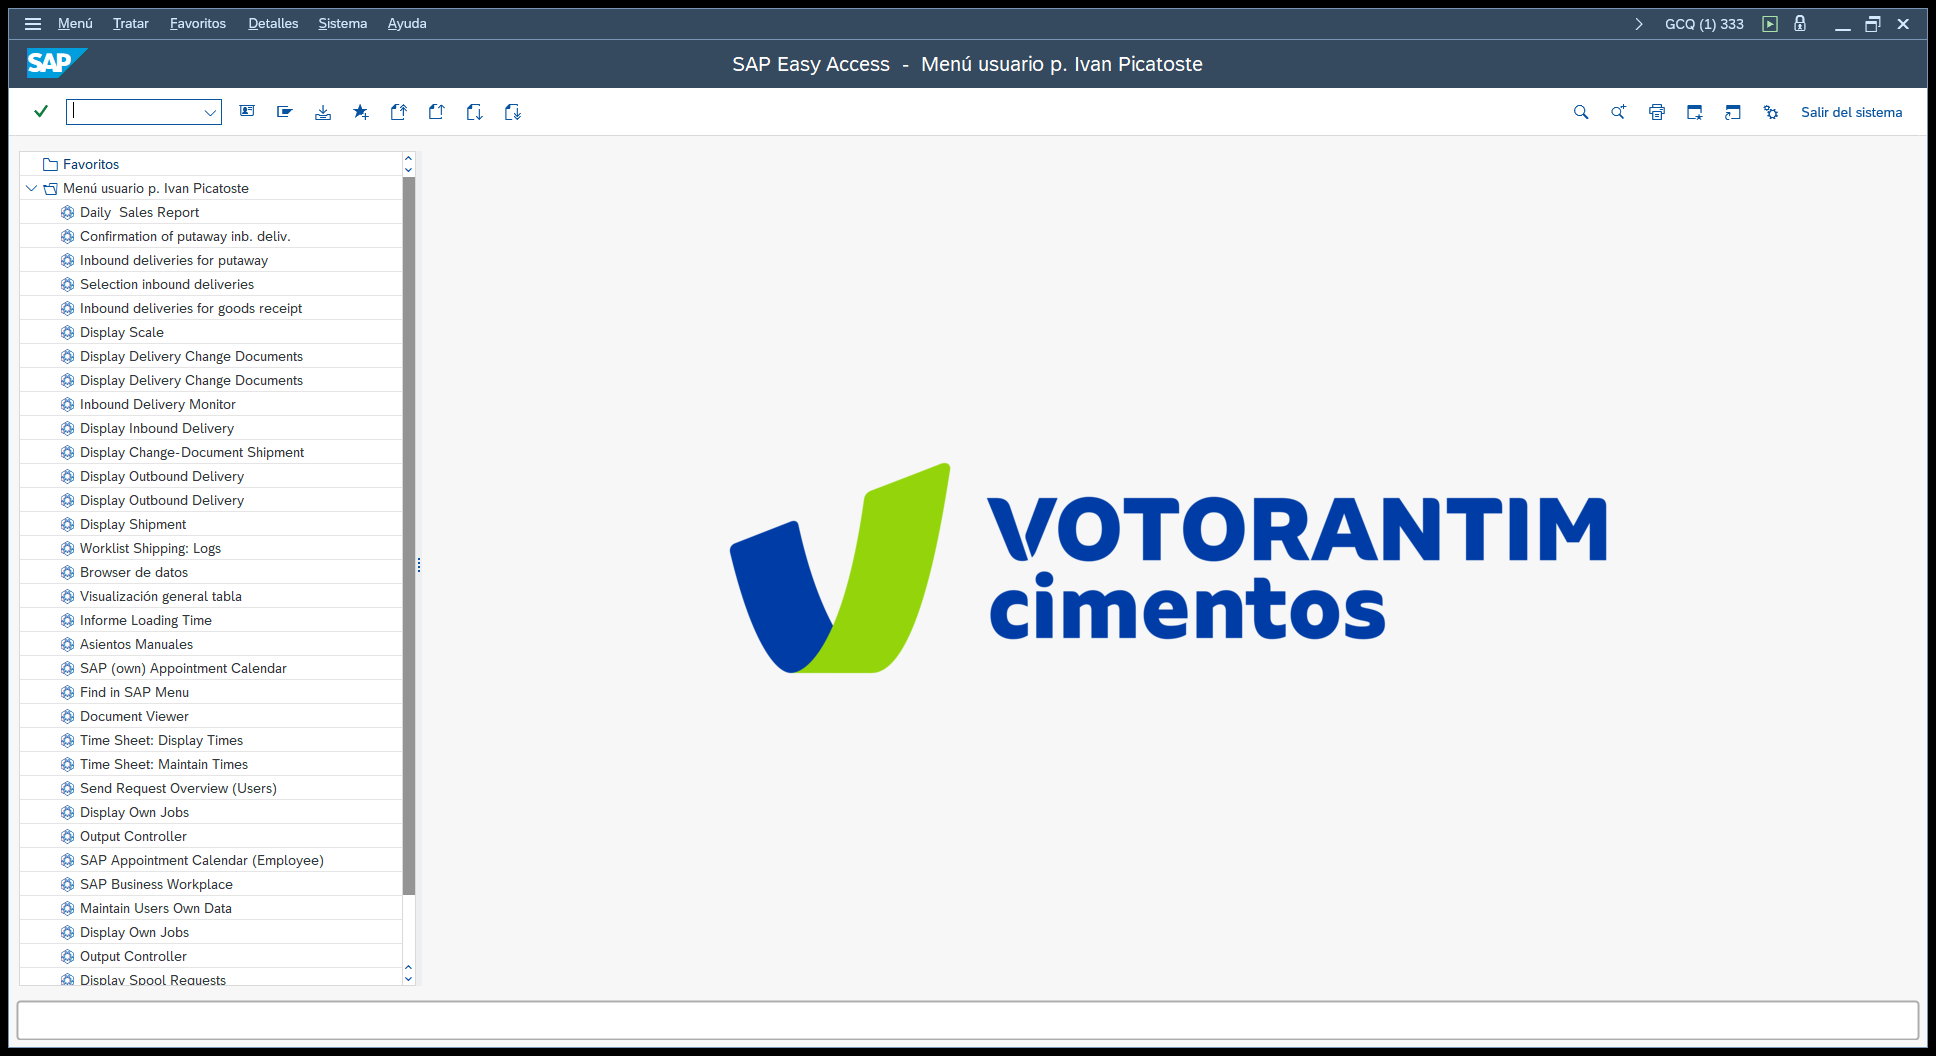 Menú Tratar Favoritos Detalles Sistema Ayuda GCQ (1) 333
SAP SAP Easy Access - Menú usuario p. Ivan Picatoste
Salir del sistema
Favoritos
Menú usuario p. Ivan Picatoste
Daily Sales Report
Confirmation of putaway inb. deliv.
Inbound deliveries for putaway
Selection inbound deliveries
Inbound deliveries for goods receipt
Display Scale
Display Delivery Change Documents
Display Delivery Change Documents
Inbound Delivery Monitor
Display Inbound Delivery
Display Change-Document Shipment
Display Outbound Delivery
Display Outbound Delivery
Display Shipment
Worklist Shipping: Logs
Browser de datos
Visualización general tabla
Informe Loading Time
Asientos Manuales
SAP (own) Appointment Calendar
Find in SAP Menu
Document Viewer
Time Sheet: Display Times
Time Sheet: Maintain Times
Send Request Overview (Users)
Display Own Jobs
Output Controller
SAP Appointment Calendar (Employee)
SAP Business Workplace
Maintain Users Own Data
Display Own Jobs
Output Controller
Display Spool Requests
VOTORANTIM
cimentos